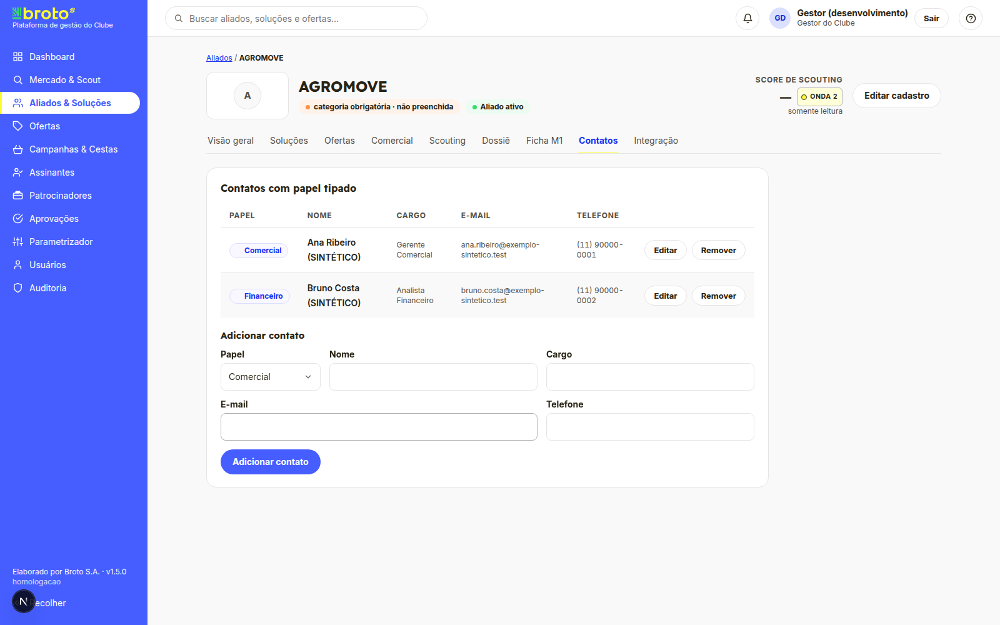 broto
Plataforma de gestão do Clube
Dashboard
Mercado & Scout
Aliados & Soluções
Ofertas
Campanhas & Cestas
Assinantes
Patrocinadores
Aprovações
Parametrizador
Usuários
Auditoria
Elaborado por Broto S.A. · v1.5.0
homologacao
N
Recolher
Buscar aliados, soluções e ofertas...
GD
Gestor (desenvolvimento)
Gestor do Clube
Sair
Aliados / AGROMOVE
A
AGROMOVE
categoria obrigatória · não preenchida
Aliado ativo
SCORE DE SCOUTING
— ONDA 2
somente leitura
Editar cadastro
Visão geral
Soluções
Ofertas
Comercial
Scouting
Dossiê
Ficha M1
Contatos
Integração
Contatos com papel tipado
PAPEL NOME CARGO E-MAIL TELEFONE
Comercial
Ana Ribeiro
(SINTÉTICO)
Gerente
Comercial
ana.ribeiro@exemplo-
sintetico.test
(11) 90000-
0001
Editar
Remover
Financeiro
Bruno Costa
(SINTÉTICO)
Analista
Financeiro
bruno.costa@exemplo-
sintetico.test
(11) 90000-
0002
Editar
Remover
Adicionar contato
Papel
Comercial
Nome
Cargo
E-mail
Telefone
Adicionar contato